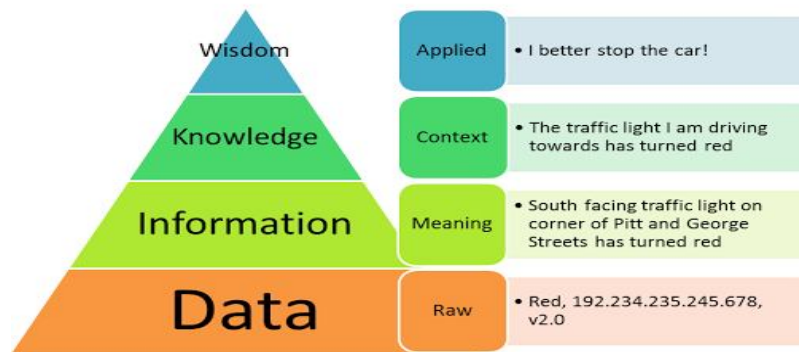 Wisdom
Applied
• I better stop the car!
Knowledge
Context
• The traffic light I am driving
towards has turned red
Information
Meaning
• South facing traffic light on
corner of Pitt and George
Streets has turned red
Data
Raw
• Red, 192.234.235.245.678,
v2.0